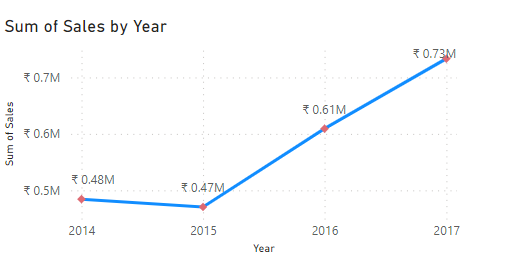 Sum of Sales by Year
₹ 0.73M
₹ 0.7M
₹ 0.61M
₹ 0.6M
Sum of Sales
₹ 0.5M
₹ 0.48M
₹ 0.47M
2014
2015
2016
2017
Year